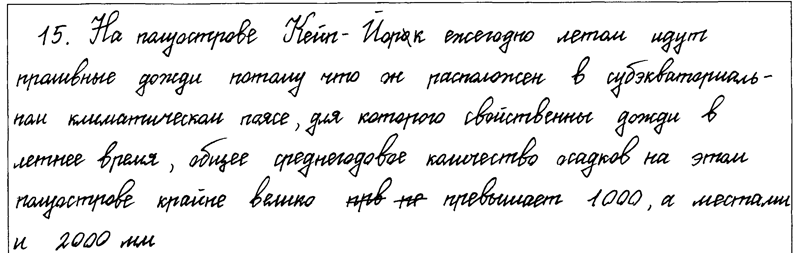 15. На полуострове Кейп-Йорк ежегодно летом идут
проливные дожди потому что он расположен в субэкваториаль-
ном климатическом поясе, для которого свойственны дожди в
летнее время, общее среднегодовое количество осадков на этом
полуострове крайне велико прв не превышает 1000, а местами
и 2000 мм